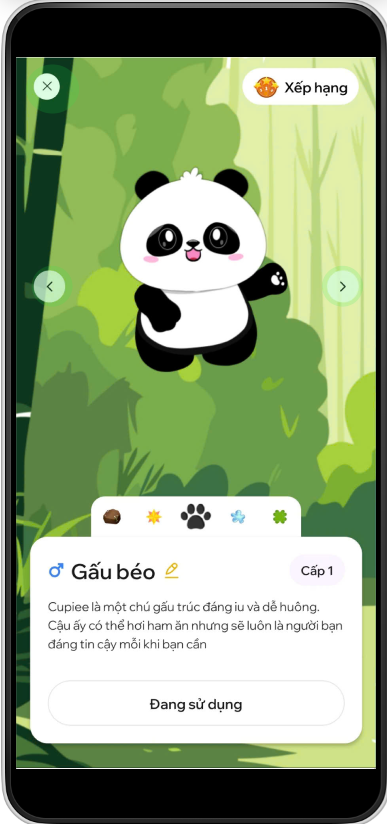 Xếp hạng
Gấu béo
Cấp 1
Cupiee là một chú gấu trúc đáng iu và dễ huông.
Cậu ấy có thể hơi ham ăn nhưng sẽ luôn là người bạn
đáng tin cậy mỗi khi bạn cần
Đang sử dụng